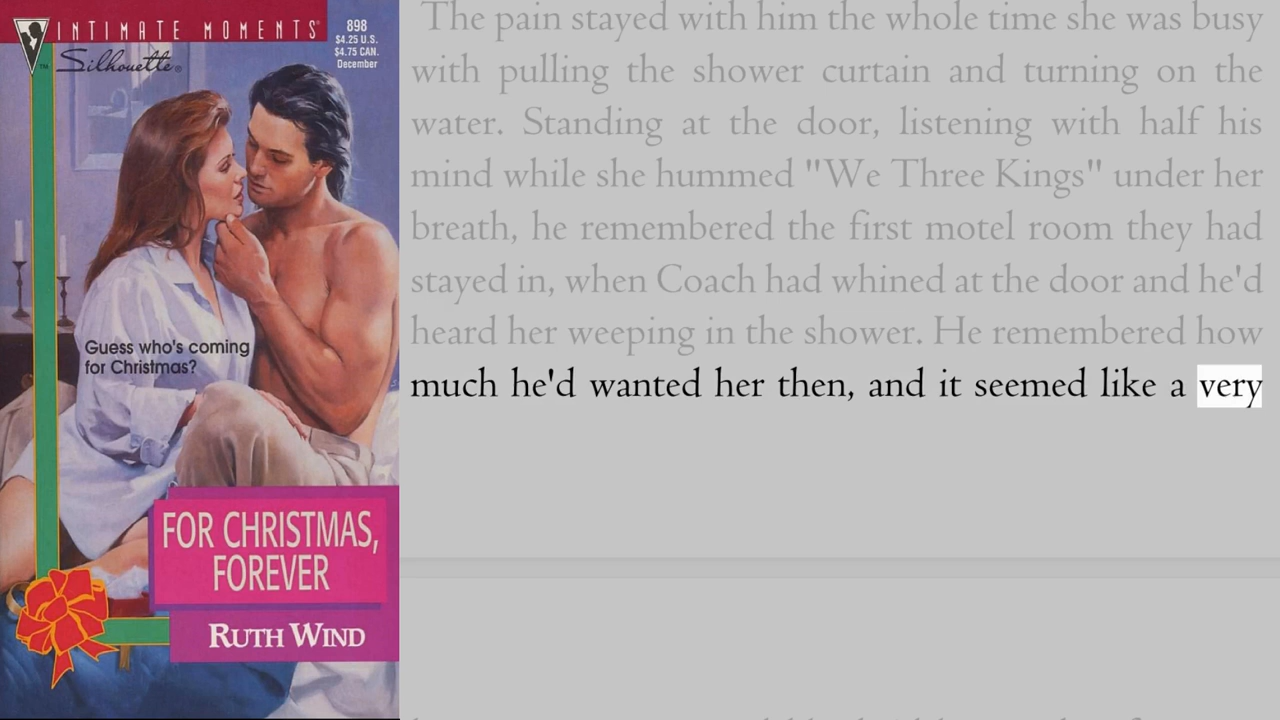 INTIMATE MOMENTS®
898
$4.25 U.S.
$4.75 CAN.
December
TM
Silhouette®
Guess who's coming
for Christmas?
FOR CHRISTMAS,
FOREVER
RUTH WIND
The pain stayed with him the whole time she was busy
with pulling the shower curtain and turning on the
water. Standing at the door, listening with half his
mind while she hummed "We Three Kings" under her
breath, he remembered the first motel room they had
stayed in, when Coach had whined at the door and he'd
heard her weeping in the shower. He remembered how
much he'd wanted her then, and it seemed like a very